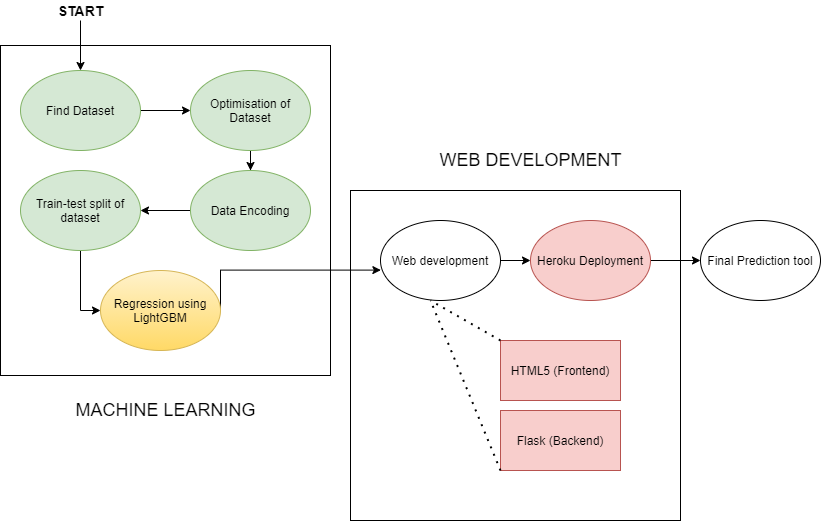 START
Find Dataset
Optimisation of
Dataset
Train-test split of
dataset
Data Encoding
Regression using
LightGBM
MACHINE LEARNING
WEB DEVELOPMENT
Web development
Heroku Deployment
Final Prediction tool
HTML5 (Frontend)
Flask (Backend)